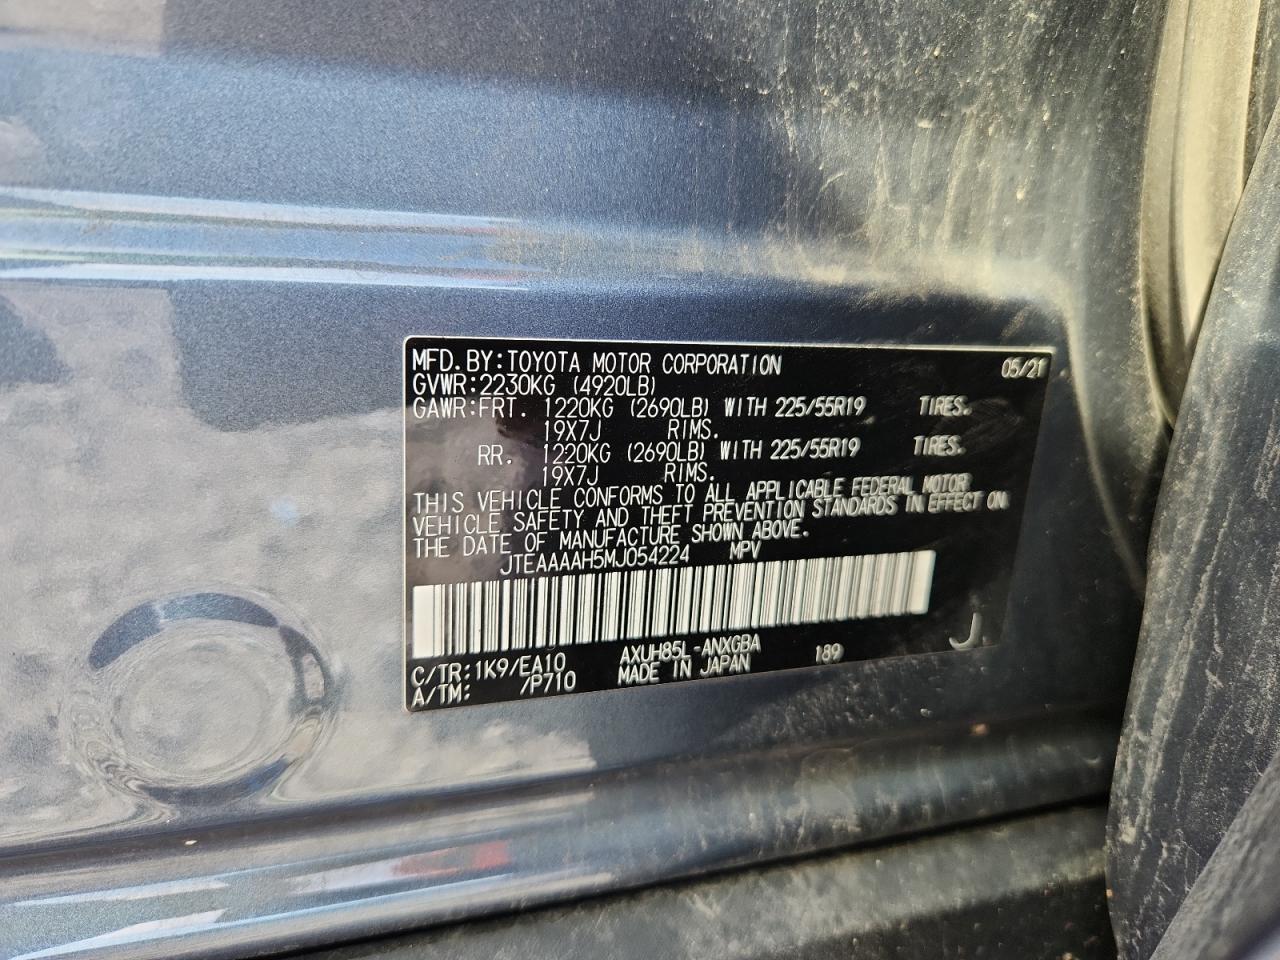 MFD.BY:TOYOTA MOTOR CORPORATION 05/21
GVWR:2230KG (4920LB)
GAWR:FRT. 1220KG (2690LB) WITH 225/55R19 TIRES.
19X7J RIMS.
RR. 1220KG (2690LB) WITH 225/55R19 TIRES.
19X7J RIMS.
THIS VEHICLE CONFORMS TO ALL APPLICABLE FEDERAL MOTOR
VEHICLE SAFETY AND THEFT PREVENTION STANDARDS IN EFFECT ON
THE DATE OF MANUFACTURE SHOWN ABOVE.
JTEAAAAH5MJ054224 MPV
C/TR:1K9/EA10 AXUH85L-ANXGBA 189 J
A/TM: /P710 MADE IN JAPAN